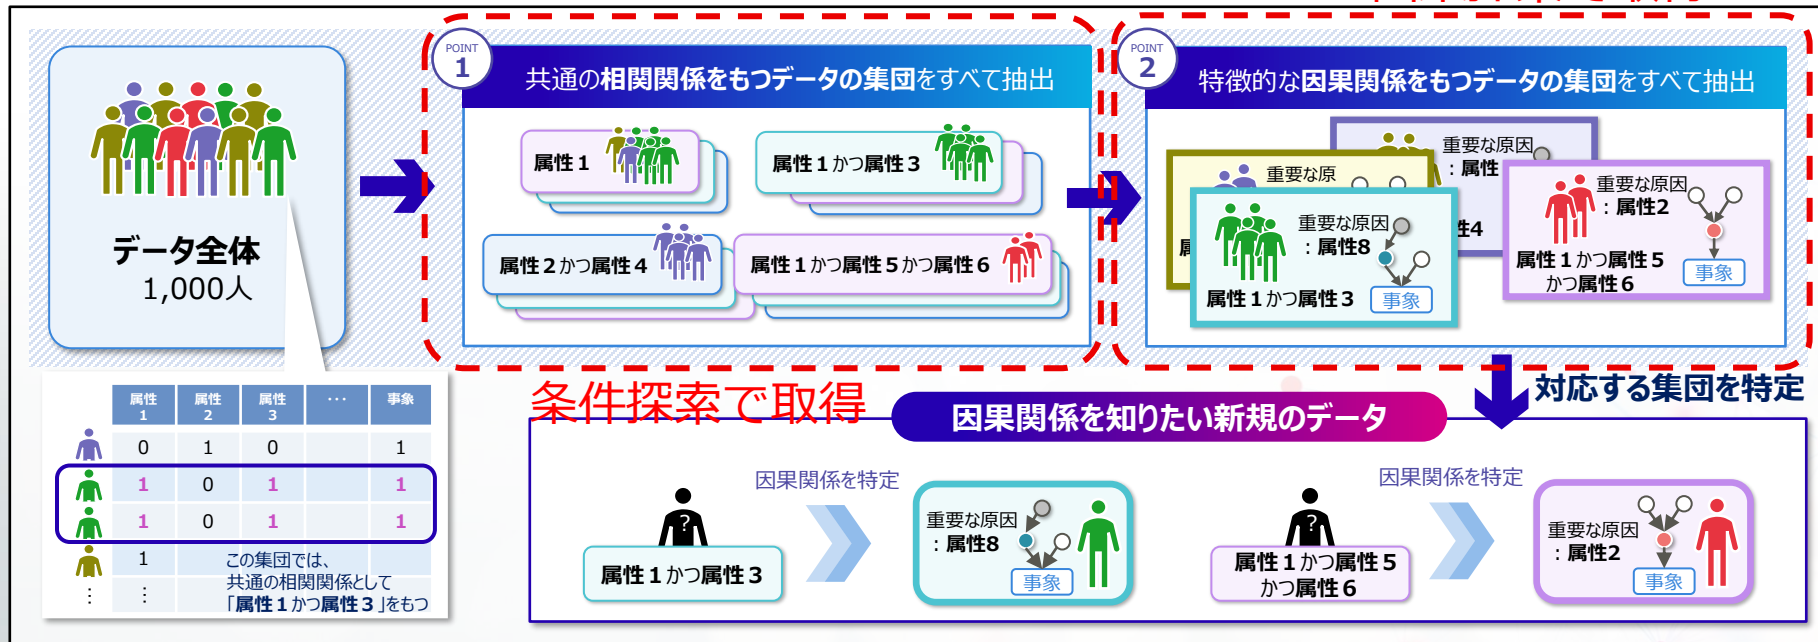 POINT
1
共通の相関関係をもつデータの集団をすべて抽出
POINT
2
特徴的な因果関係をもつデータの集団をすべて抽出
データ全体
1,000人
属性1
属性1かつ属性3
属性2かつ属性4
属性1かつ属性5かつ属性6
重要な原因
：属性
性4
重要な原
属
重要な原因
：属性8
属性1かつ属性3
事象
重要な原因
：属性2
属性1かつ属性5
かつ属性6
事象
条件探索で取得
対応する集団を特定
属性
1
属性
2
属性
3
...
事象
0 1 0 1
1 0 1 1
1 0 1 1
1
⋮ ⋮
この集団では、
共通の相関関係として
「属性1かつ属性3」をもつ
因果関係を知りたい新規のデータ
?
属性1かつ属性3
因果関係を特定
重要な原因
：属性8
事象
?
属性1かつ属性5
かつ属性6
因果関係を特定
重要な原因
：属性2
事象